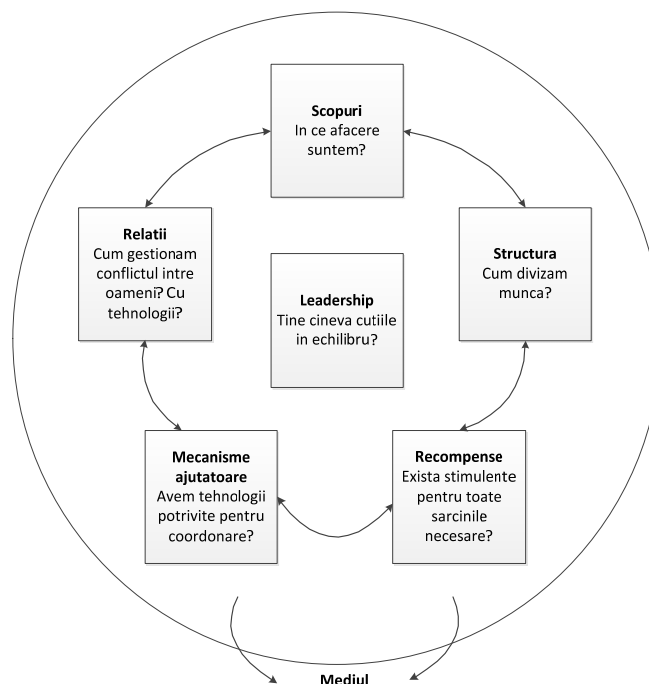 Scopuri
In ce afacere
suntem?
Relatii
Cum gestionam
conflictul intre
oameni? Cu
tehnologii?
Structura
Cum divizam
munca?
Leadership
Tine cineva cutiile
in echilibru?
Mecanisme
ajutatoare
Avem tehnologii
potrivite pentru
coordonare?
Recompense
Exista stimulente
pentru toate
sarcinile
necesare?
Mediul